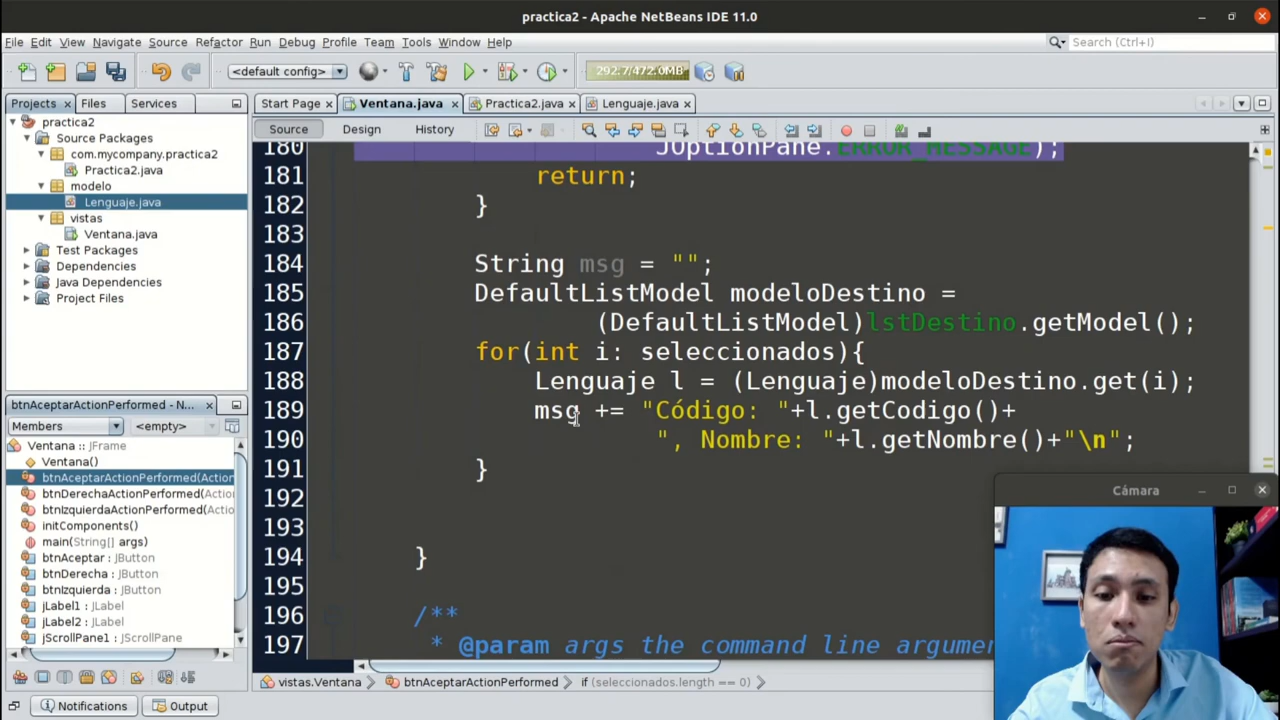 practica2 - Apache NetBeans IDE 11.0
File Edit View Navigate Source Refactor Run Debug Profile Team Tools Window Help
Search (Ctrl+I)
<default config>
292.7/472.0MB
Projects Files Services
Start Page Ventana.java Practica2.java Lenguaje.java
practica2
Source Packages
com.mycompany.practica2
Practica2.java
modelo
Lenguaje.java
vistas
Ventana.java
Test Packages
Dependencies
Java Dependencies
Project Files
Source Design History
180 JOptionPane.ERROR_MESSAGE);
181 return;
182 }
183
184 String msg = "";
185 DefaultListModel modeloDestino =
186 (DefaultListModel)lstDestino.getModel();
187 for(int i: seleccionados){
188 Lenguaje l = (Lenguaje)modeloDestino.get(i);
189 msg += "Código: "+l.getCodigo()+
190 ", Nombre: "+l.getNombre()+"\n";
191 }
192
193
194 }
195
196 /**
197 * @param args the command line argumen
btnAceptarActionPerformed - N...
Members <empty>
Ventana :: JFrame
Ventana()
btnAceptarActionPerformed(Action
btnDerechaActionPerformed(Actio
btnIzquierdaActionPerformed(Actio
initComponents()
main(String[] args)
btnAceptar : JButton
btnDerecha : JButton
btnIzquierda : JButton
jLabel1 : JLabel
jLabel2 : JLabel
jScrollPane1 : JScrollPane
Cámara
vistas.Ventana btnAceptarActionPerformed if (seleccionados.length == 0)
Notifications Output